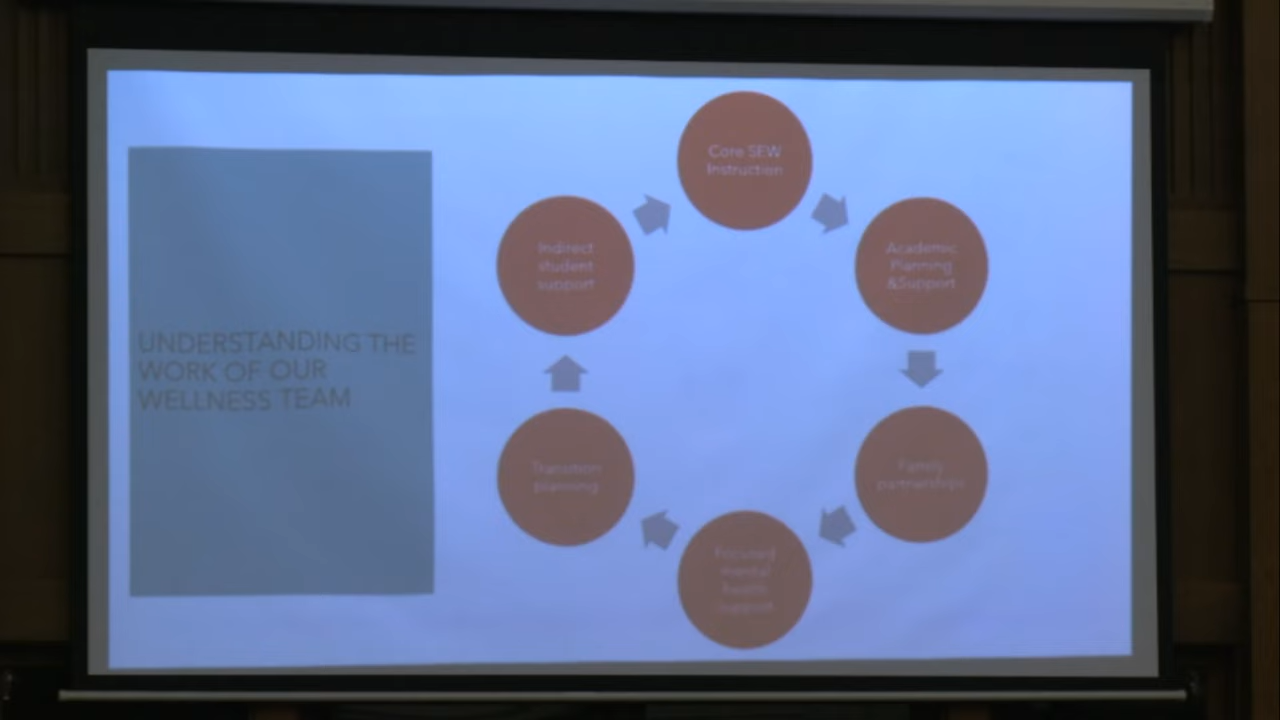 UNDERSTANDING THE
WORK OF OUR
WELLNESS TEAM
Core SEW
Instruction
Academic
Planning
&Support
Family
partnerships
Focused
mental
health
support
Transition
planning
Indirect
student
support